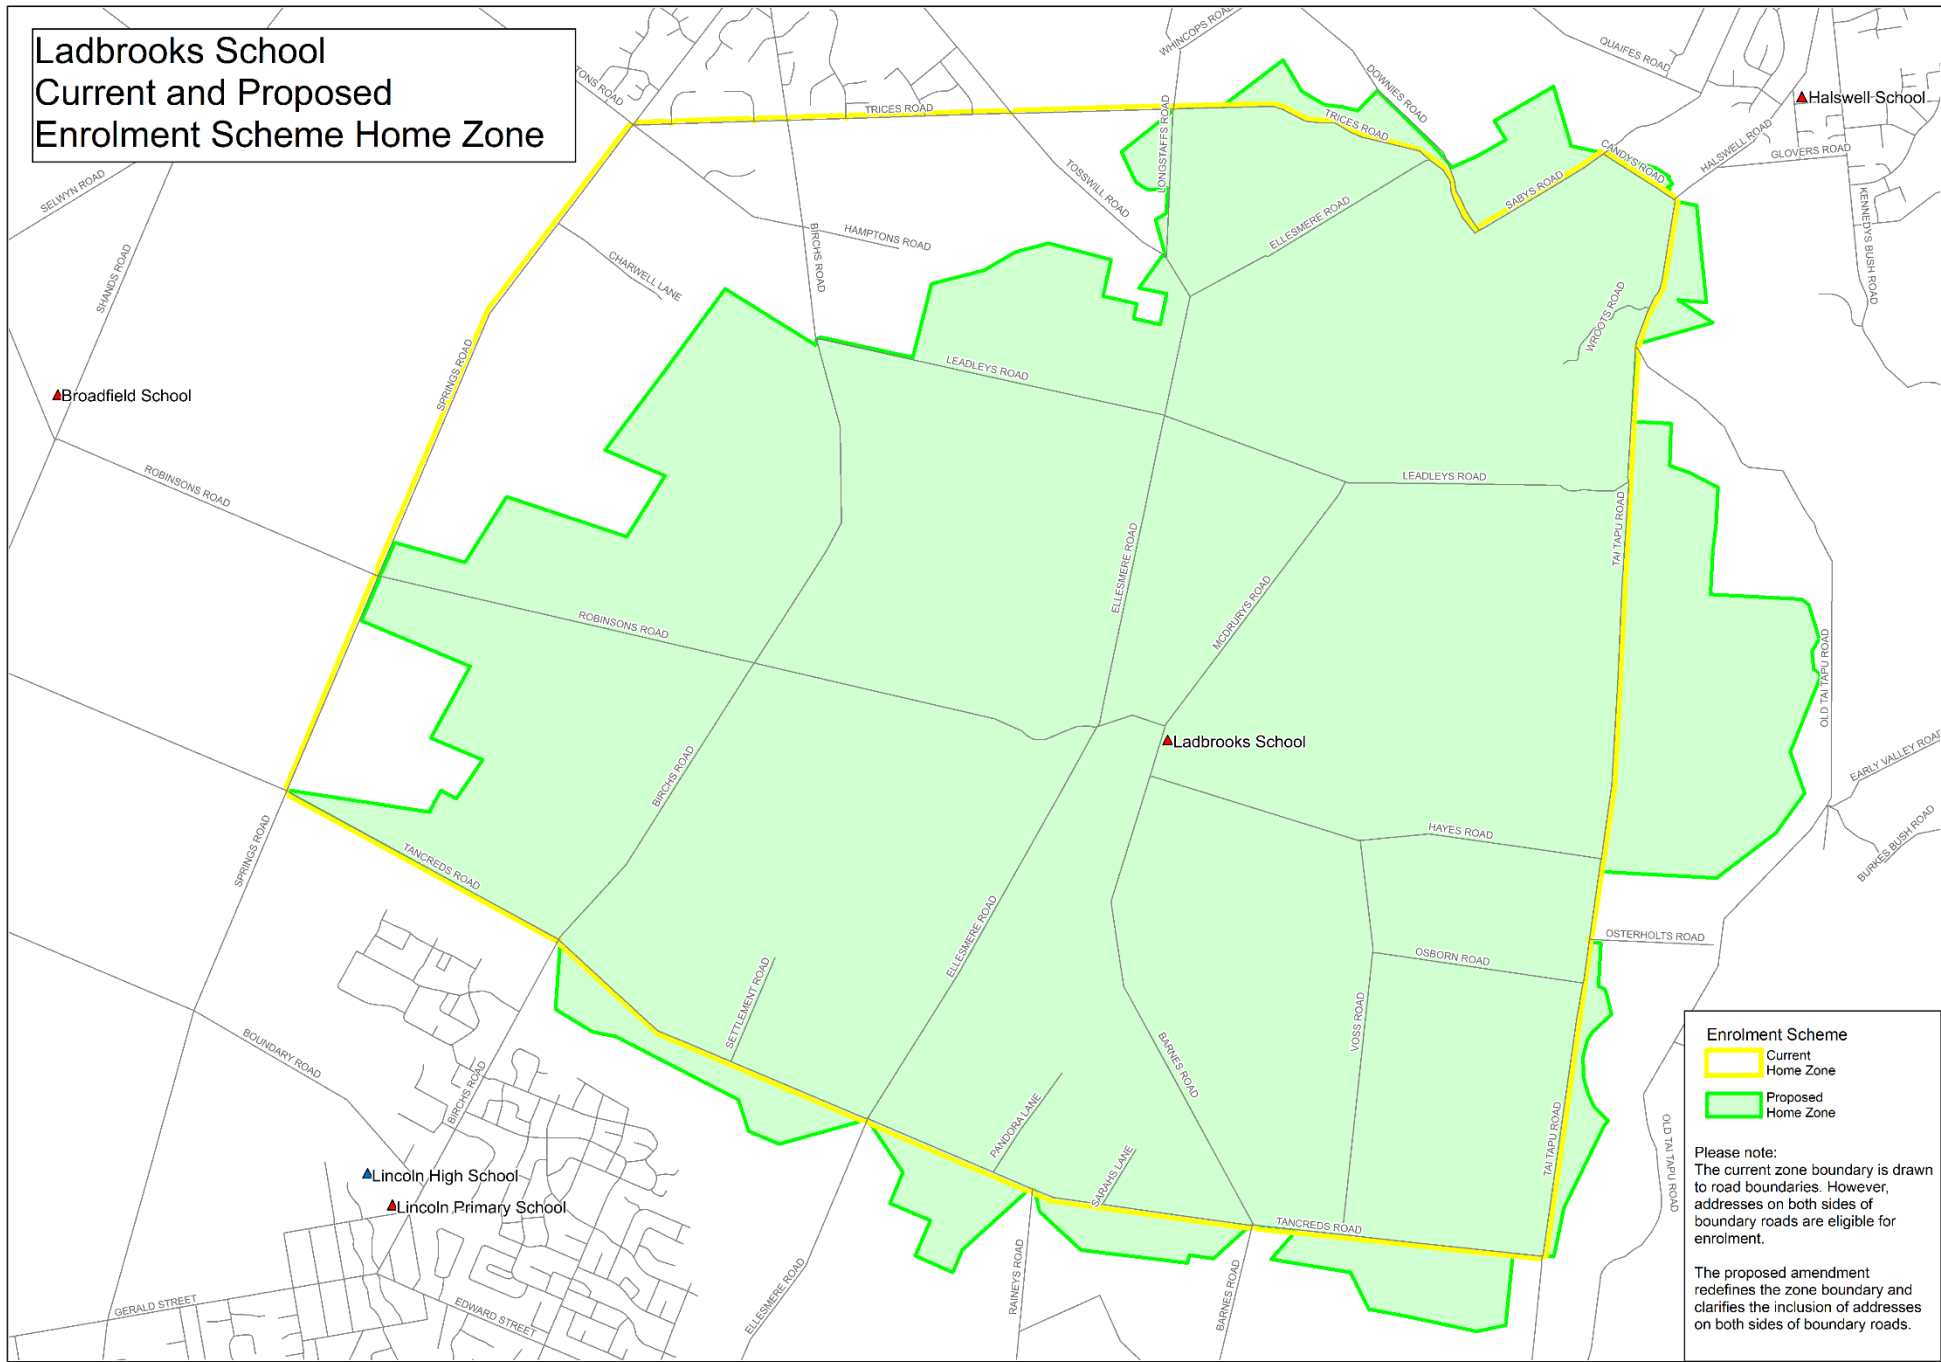 Ladbrooks School
Current and Proposed
Enrolment Scheme Home Zone
TONS ROAD
WHINCOPS ROAD
DOWNIES ROAD
QUAIFES ROAD
Halswell School
HALSWELL ROAD
GLOVERS ROAD
KENNEDYS BUSH ROAD
TRICES ROAD
TRICES ROAD
LONGSTAFFS ROAD
TOSSWILL ROAD
CANDYS ROAD
SABYS ROAD
ELLESMERE ROAD
SELWYN ROAD
SHANDS ROAD
BIRCHS ROAD
HAMPTONS ROAD
CHARWELL LANE
WROOTS ROAD
SPRINGS ROAD
LEADLEYS ROAD
Broadfield School
ROBINSONS ROAD
LEADLEYS ROAD
TAI TAPU ROAD
ELLESMERE ROAD
MCDRURYS ROAD
ROBINSONS ROAD
OLD TAI TAPU ROAD
Ladbrooks School
EARLY VALLEY ROAD
BURKES BUSH ROAD
BIRCHS ROAD
HAYES ROAD
SPRINGS ROAD
TANCREDS ROAD
ELLESMERE ROAD
OSTERHOLTS ROAD
OSBORN ROAD
SETTLEMENT ROAD
VOSS ROAD
BARNES ROAD
BOUNDARY ROAD
BIRCHS ROAD
PANDORA LANE
SARAHS LANE
TAI TAPU ROAD
OLD TAI TAPU ROAD
Lincoln High School
Lincoln Primary School
TANCREDS ROAD
RAINEYS ROAD
BARNES ROAD
ELLESMERE ROAD
GERALD STREET
EDWARD STREET
Enrolment Scheme
Current
Home Zone
Proposed
Home Zone
Please note:
The current zone boundary is drawn
to road boundaries. However,
addresses on both sides of
boundary roads are eligible for
enrolment.
The proposed amendment
redefines the zone boundary and
clarifies the inclusion of addresses
on both sides of boundary roads.